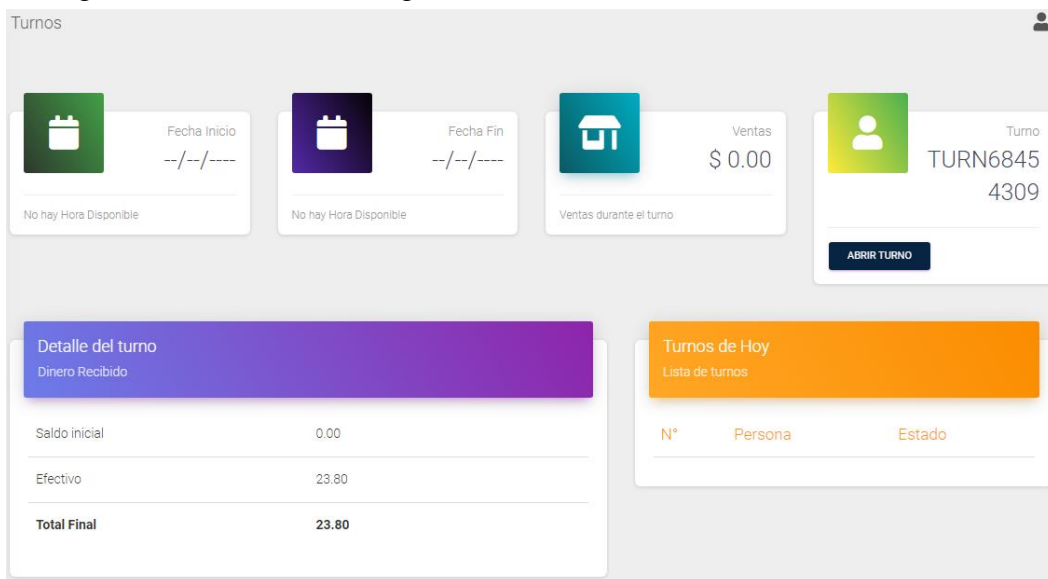 Turnos
Fecha Inicio
--/--/----
No hay Hora Disponible
Fecha Fin
--/--/----
No hay Hora Disponible
Ventas
$ 0.00
Ventas durante el turno
Turno
TURN6845
4309
ABRIR TURNO
Detalle del turno
Dinero Recibido
Saldo inicial 0.00
Efectivo 23.80
Total Final 23.80
Turnos de Hoy
Lista de turnos
N° Persona Estado